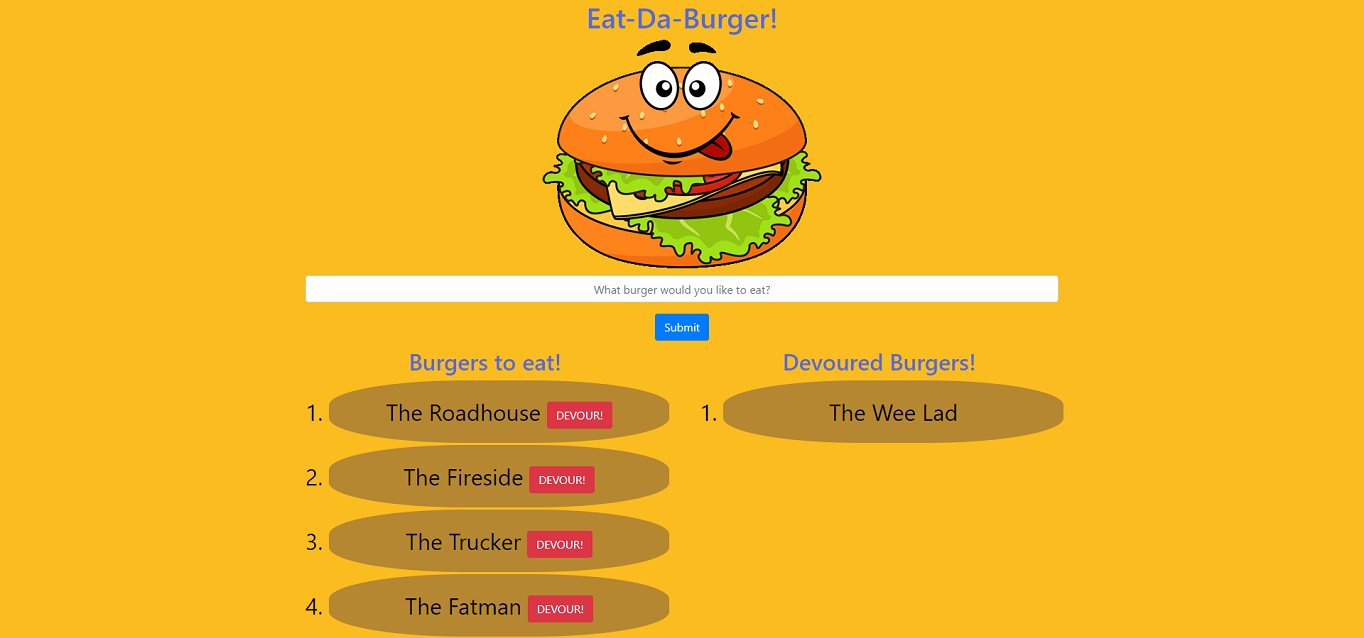 Eat-Da-Burger!
What burger would you like to eat?
Submit
Burgers to eat!
1. The Roadhouse DEVOUR!
2. The Fireside DEVOUR!
3. The Trucker DEVOUR!
4. The Fatman DEVOUR!
Devoured Burgers!
1. The Wee Lad